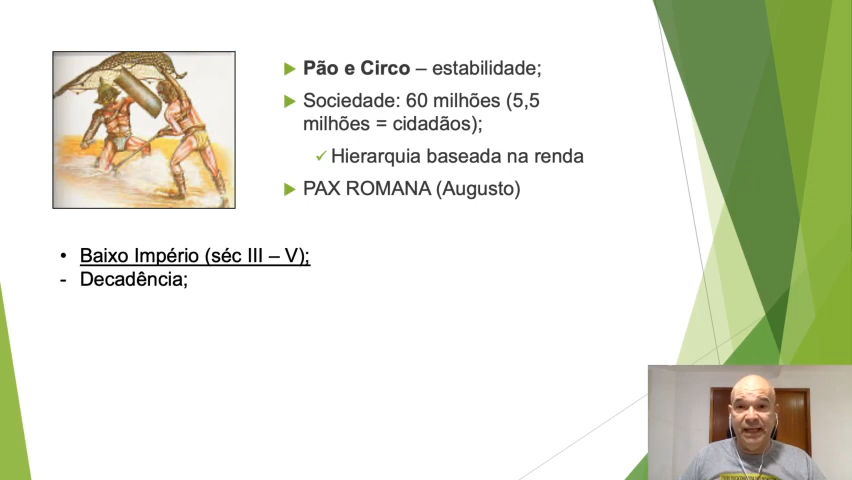 Pão e Circo – estabilidade;
Sociedade: 60 milhões (5,5
milhões = cidadãos);
Hierarquia baseada na renda
PAX ROMANA (Augusto)
• Baixo Império (séc III – V);
- Decadência;